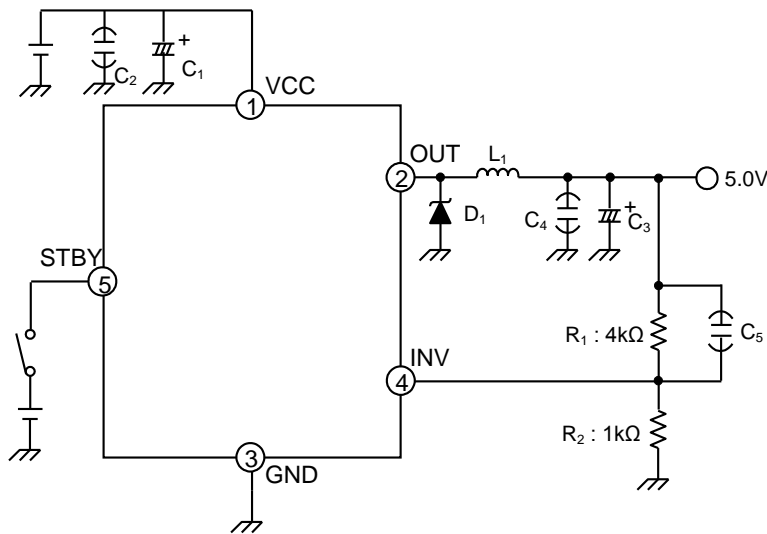 C₂
C₁
+
VCC
1
OUT
2
L₁
5.0V
D₁
C₄
+
C₃
STBY
5
R₁ : 4kΩ
C₅
INV
4
R₂ : 1kΩ
3
GND